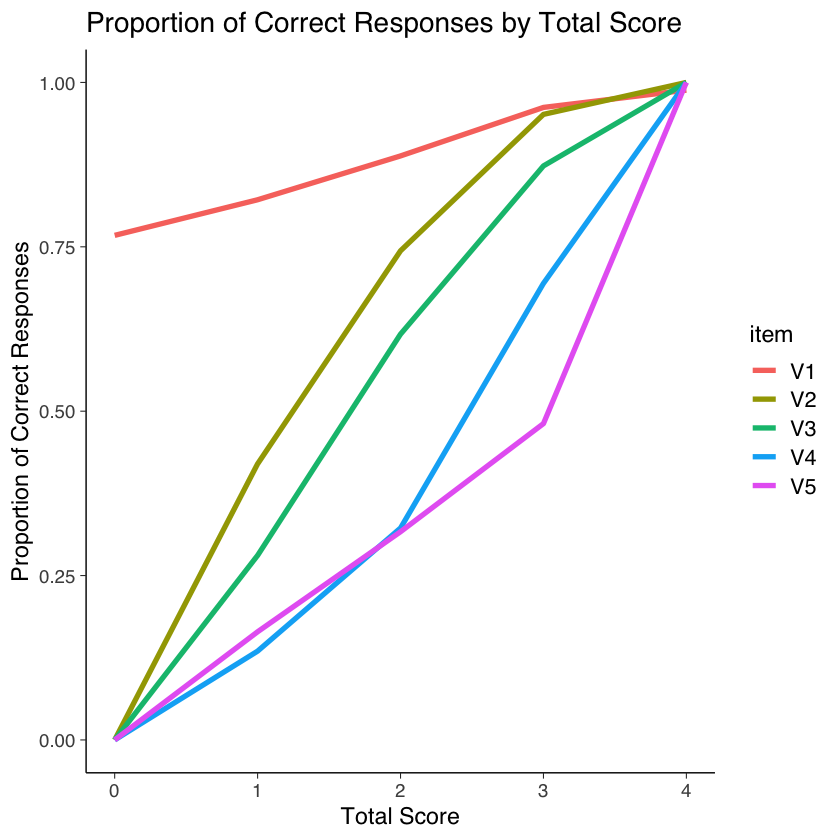 Proportion of Correct Responses by Total Score
Proportion of Correct Responses
1.00
0.75
0.50
0.25
0.00
0 1 2 3 4
Total Score
item
V1
V2
V3
V4
V5